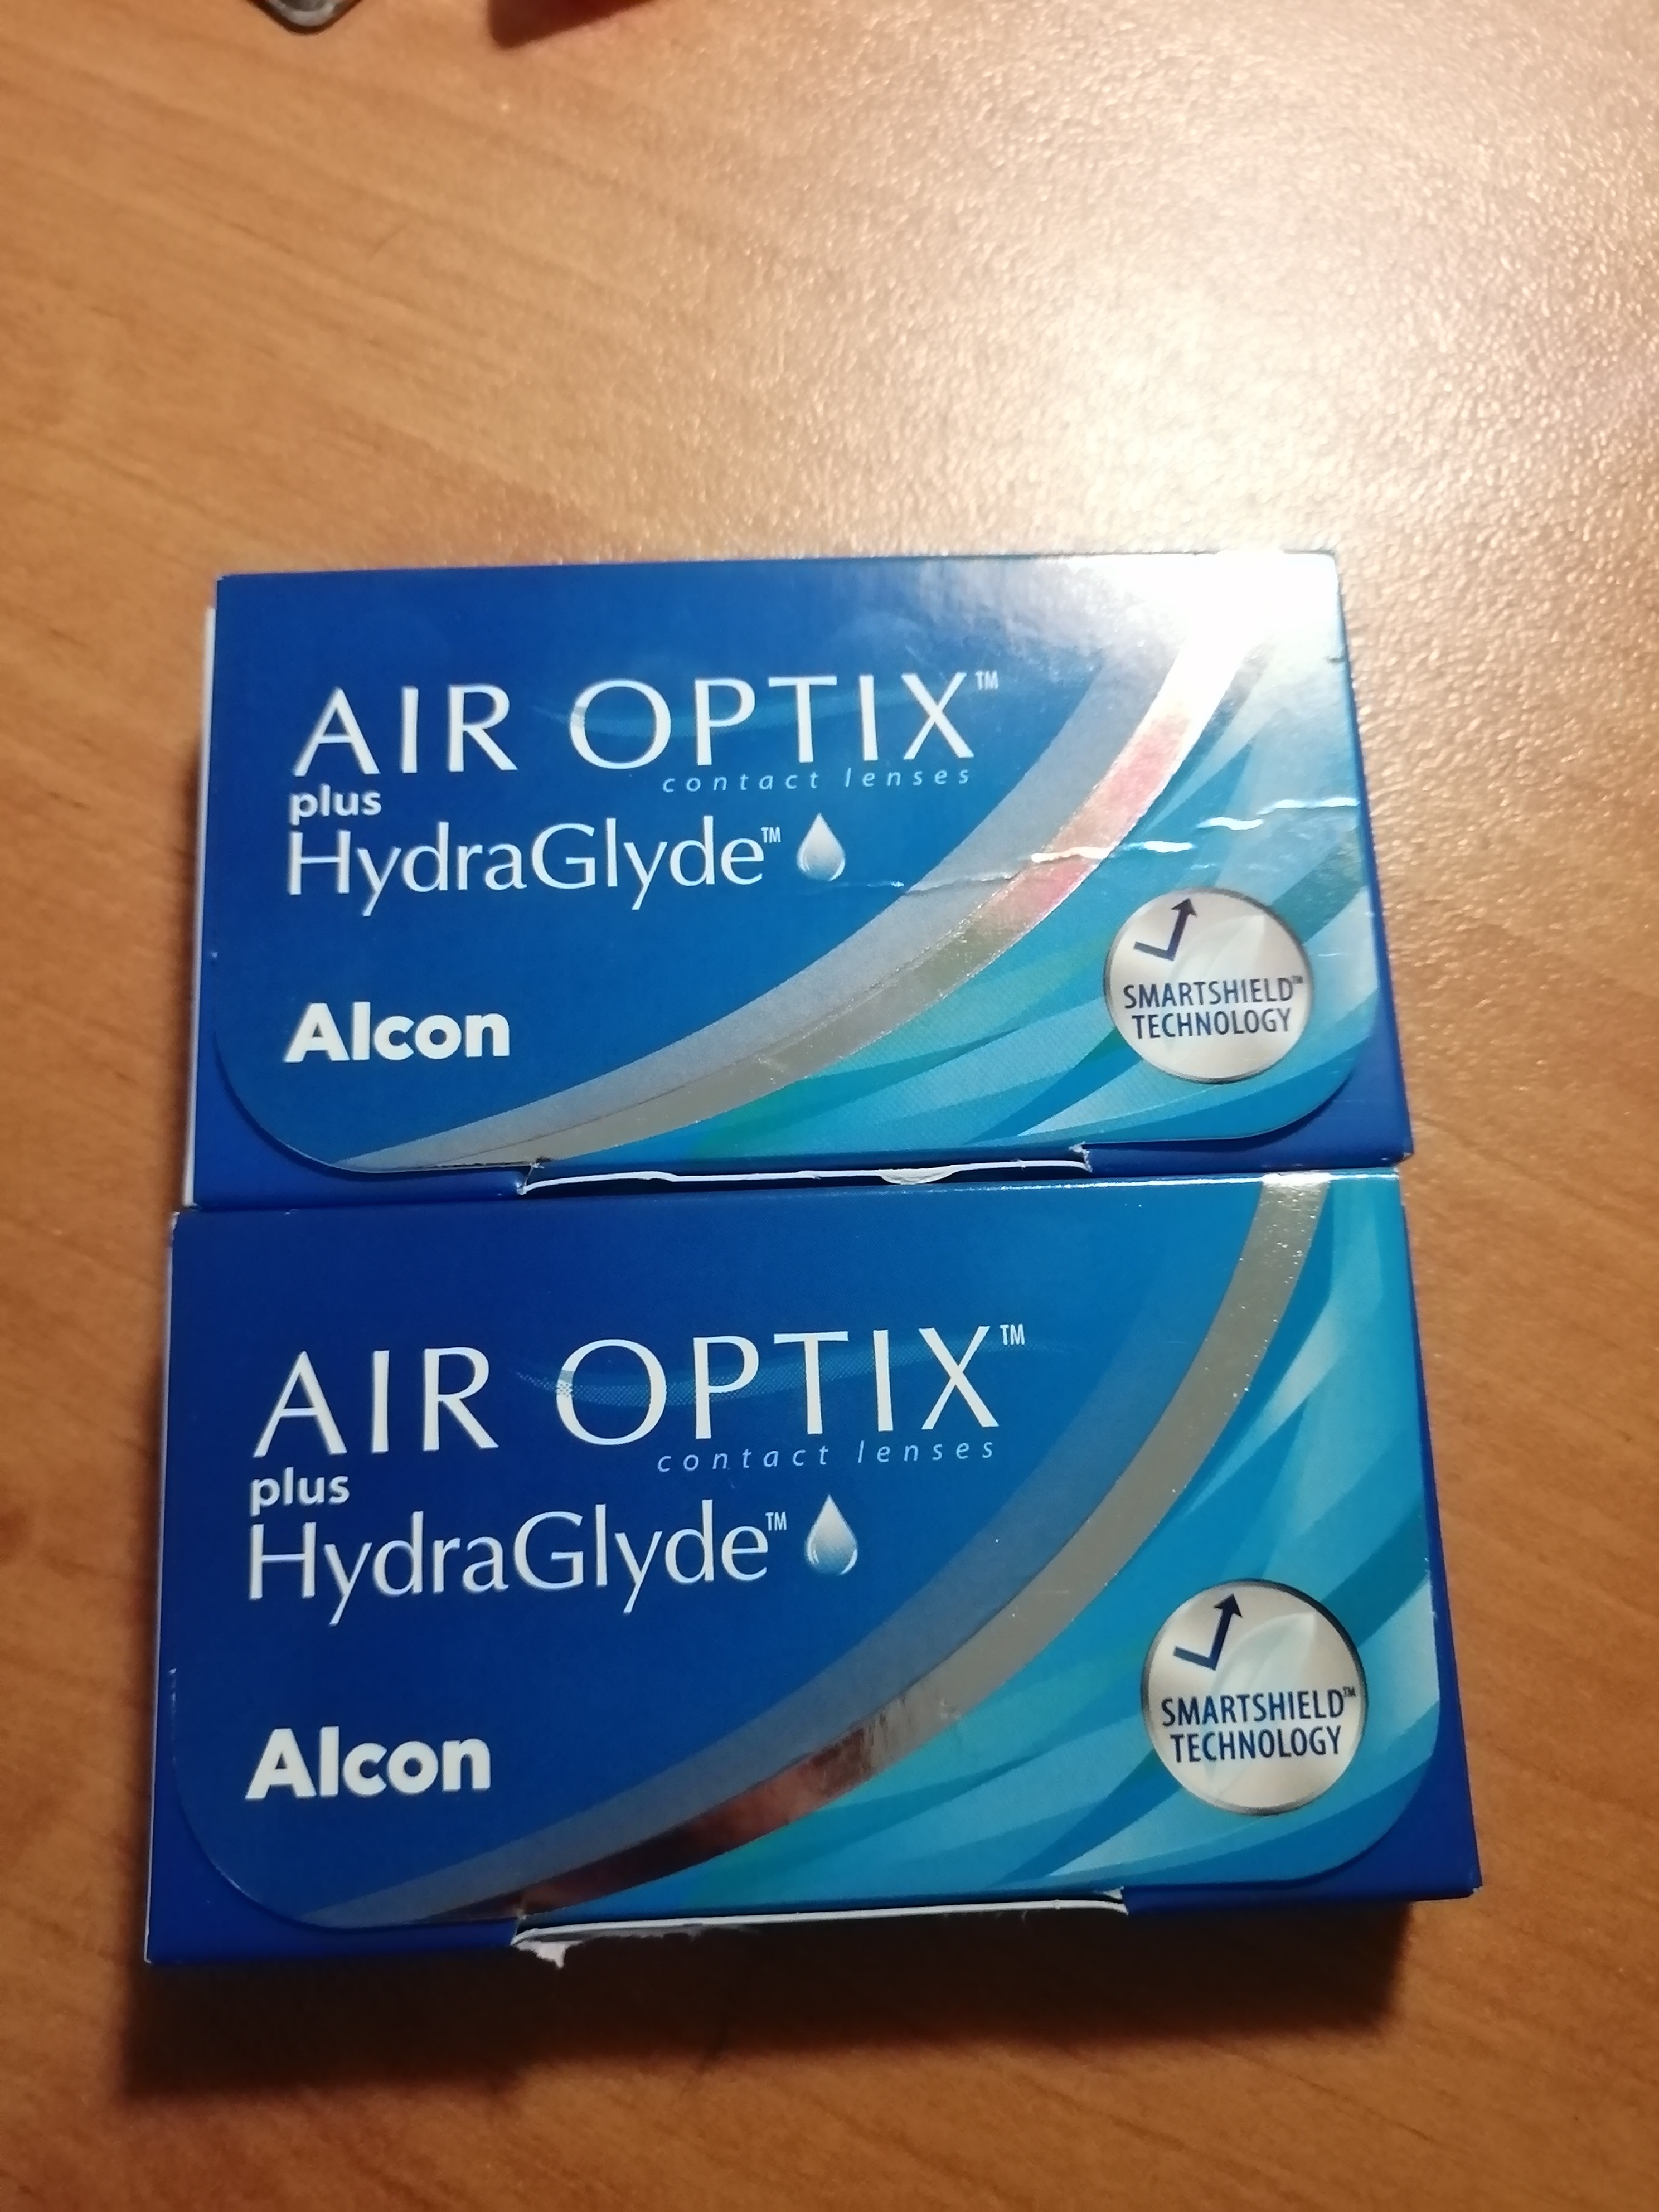 AIR OPTIX™
contact lenses
plus
HydraGlyde™
Alcon
SMARTSHIELD™
TECHNOLOGY
AIR OPTIX™
contact lenses
plus
HydraGlyde™
Alcon
SMARTSHIELD™
TECHNOLOGY